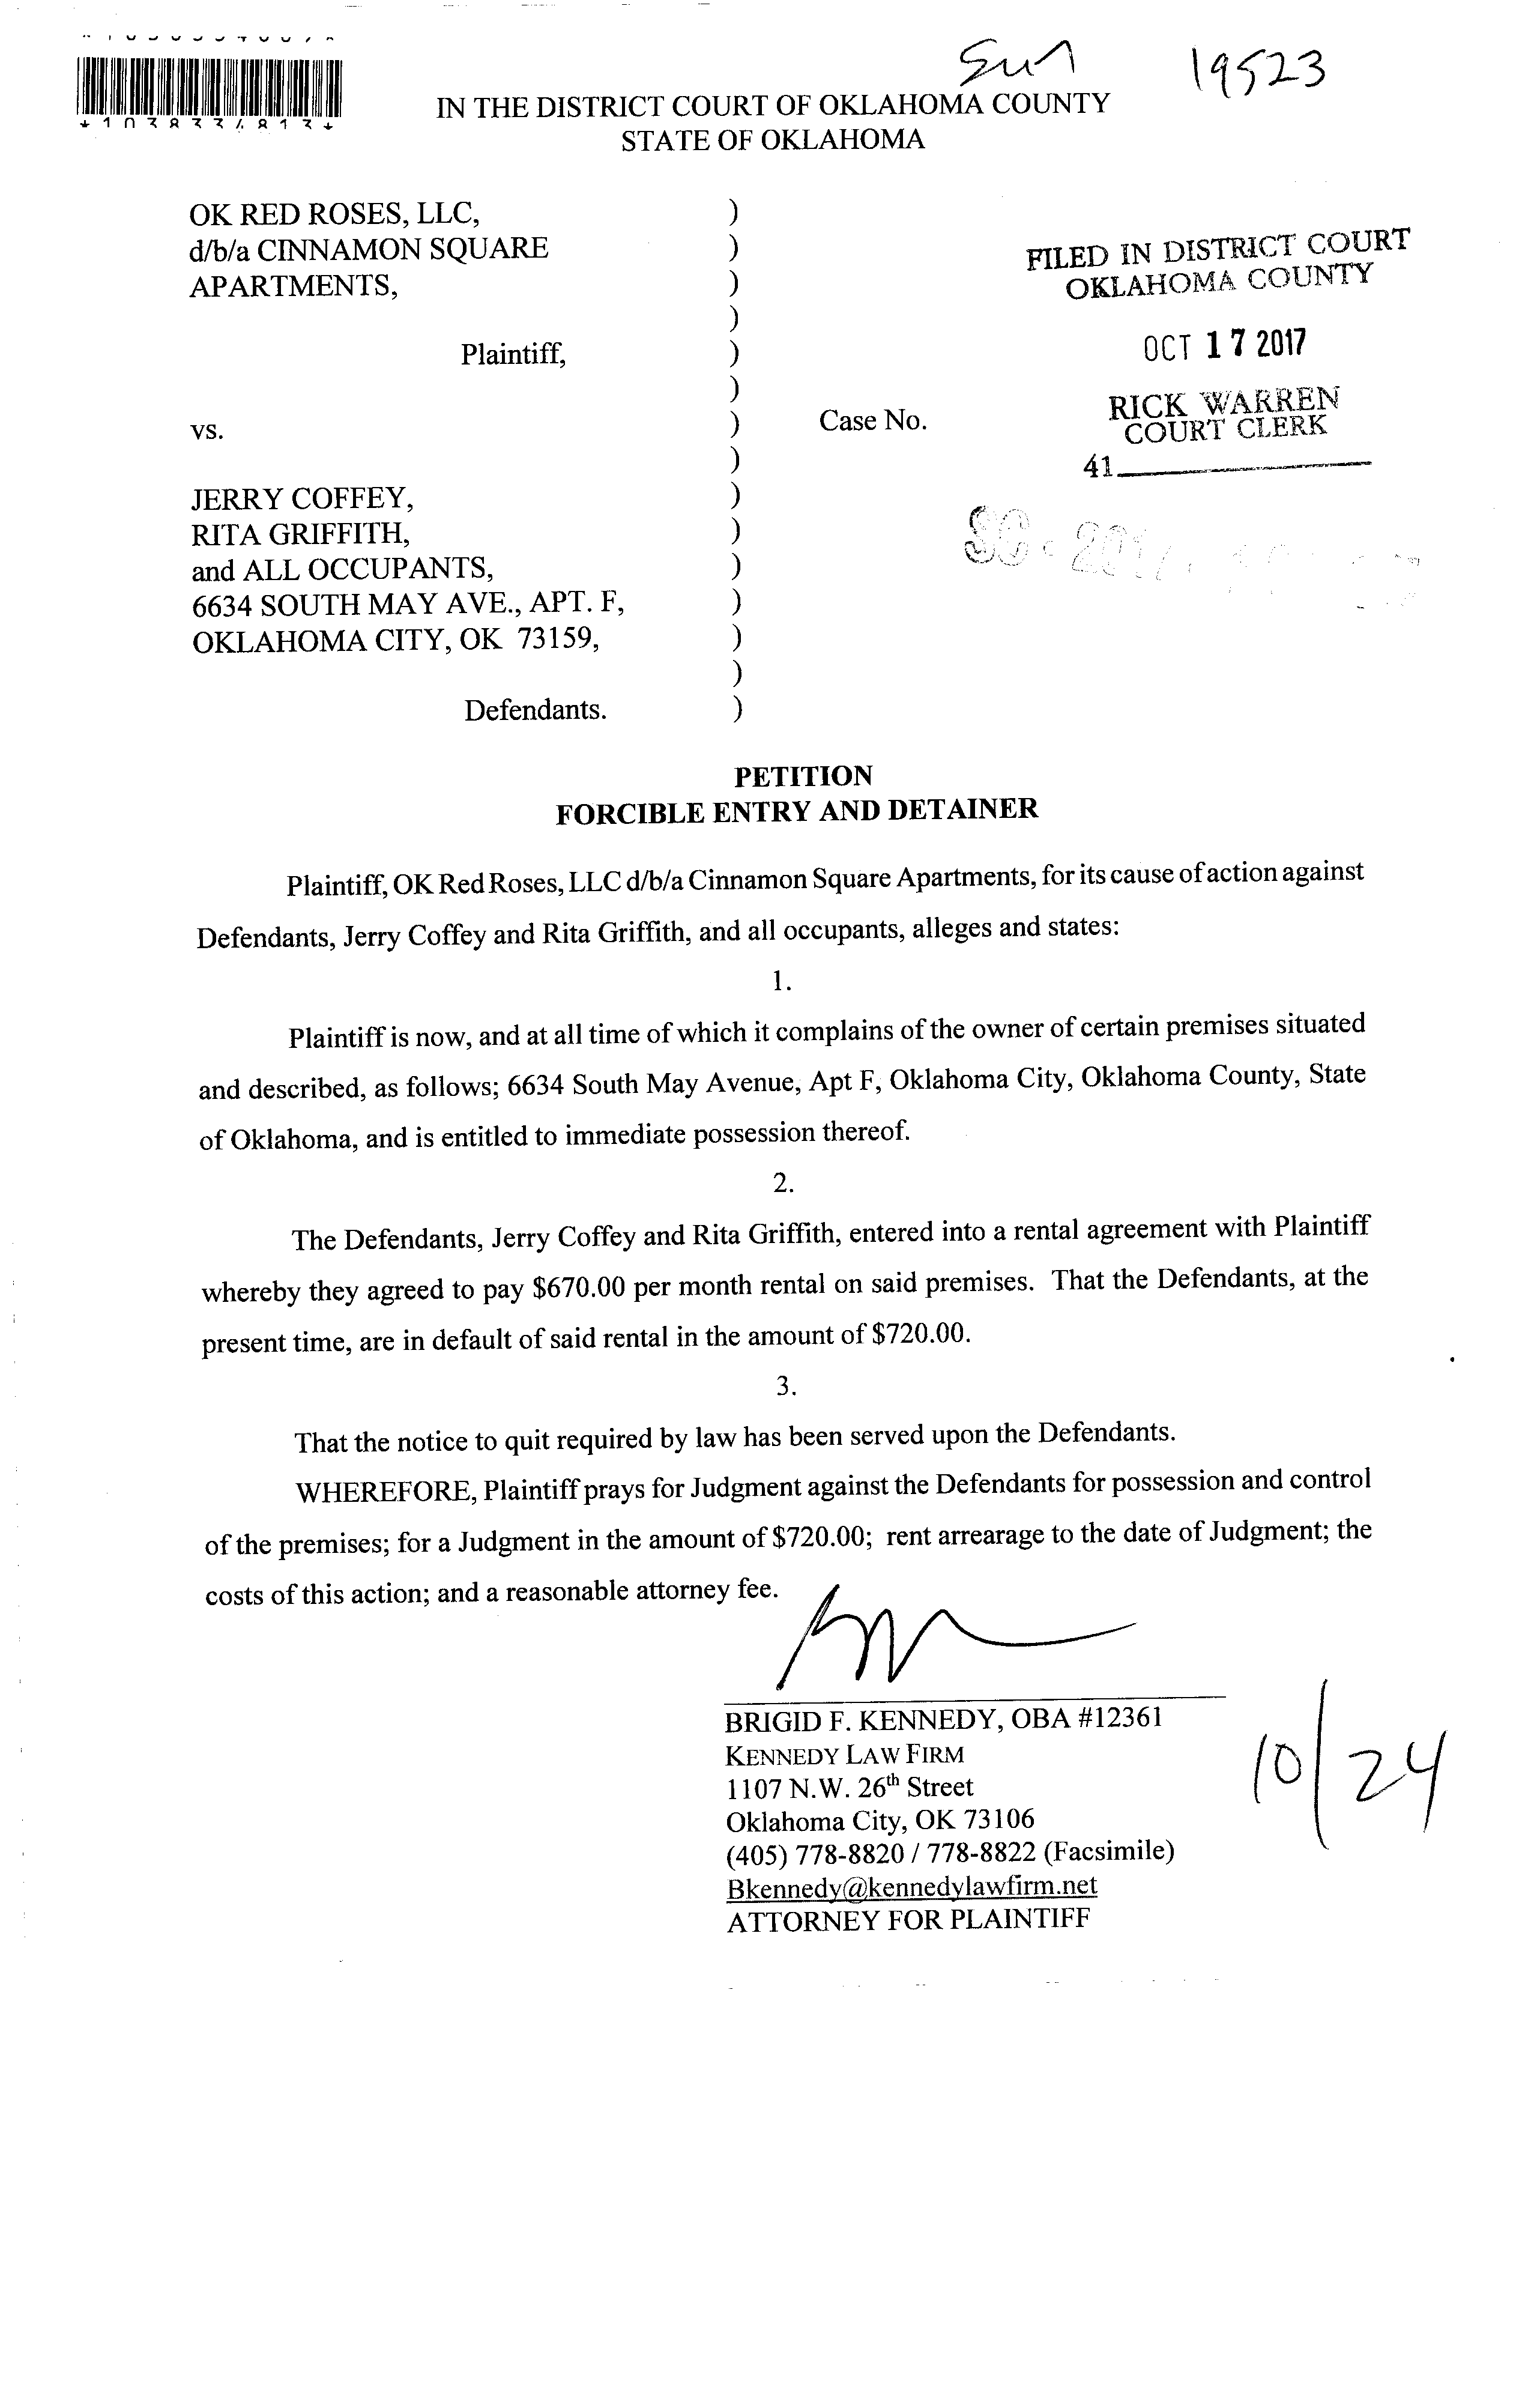 19523
IN THE DISTRICT COURT OF OKLAHOMA COUNTY
STATE OF OKLAHOMA
OK RED ROSES, LLC, )
d/b/a CINNAMON SQUARE )
APARTMENTS, )
)
Plaintiff, )
)
vs. )
)
JERRY COFFEY, )
RITA GRIFFITH, )
and ALL OCCUPANTS, )
6634 SOUTH MAY AVE., APT. F, )
OKLAHOMA CITY, OK 73159, )
)
Defendants. )
Case No.
FILED IN DISTRICT COURT
OKLAHOMA COUNTY
OCT 17 2017
RICK WARREN
COURT CLERK
41
PETITION
FORCIBLE ENTRY AND DETAINER
Plaintiff, OK Red Roses, LLC d/b/a Cinnamon Square Apartments, for its cause of action against
Defendants, Jerry Coffey and Rita Griffith, and all occupants, alleges and states:
1.
Plaintiff is now, and at all time of which it complains of the owner of certain premises situated
and described, as follows; 6634 South May Avenue, Apt F, Oklahoma City, Oklahoma County, State
of Oklahoma, and is entitled to immediate possession thereof.
2.
The Defendants, Jerry Coffey and Rita Griffith, entered into a rental agreement with Plaintiff
whereby they agreed to pay $670.00 per month rental on said premises. That the Defendants, at the
present time, are in default of said rental in the amount of $720.00.
3.
That the notice to quit required by law has been served upon the Defendants.
WHEREFORE, Plaintiff prays for Judgment against the Defendants for possession and control
of the premises; for a Judgment in the amount of $720.00; rent arrearage to the date of Judgment; the
costs of this action; and a reasonable attorney fee.
BRIGID F. KENNEDY, OBA #12361
KENNEDY LAW FIRM
1107 N.W. 26th Street
Oklahoma City, OK 73106
(405) 778-8820 / 778-8822 (Facsimile)
Bkennedy@kennedylawfirm.net
ATTORNEY FOR PLAINTIFF
10/24